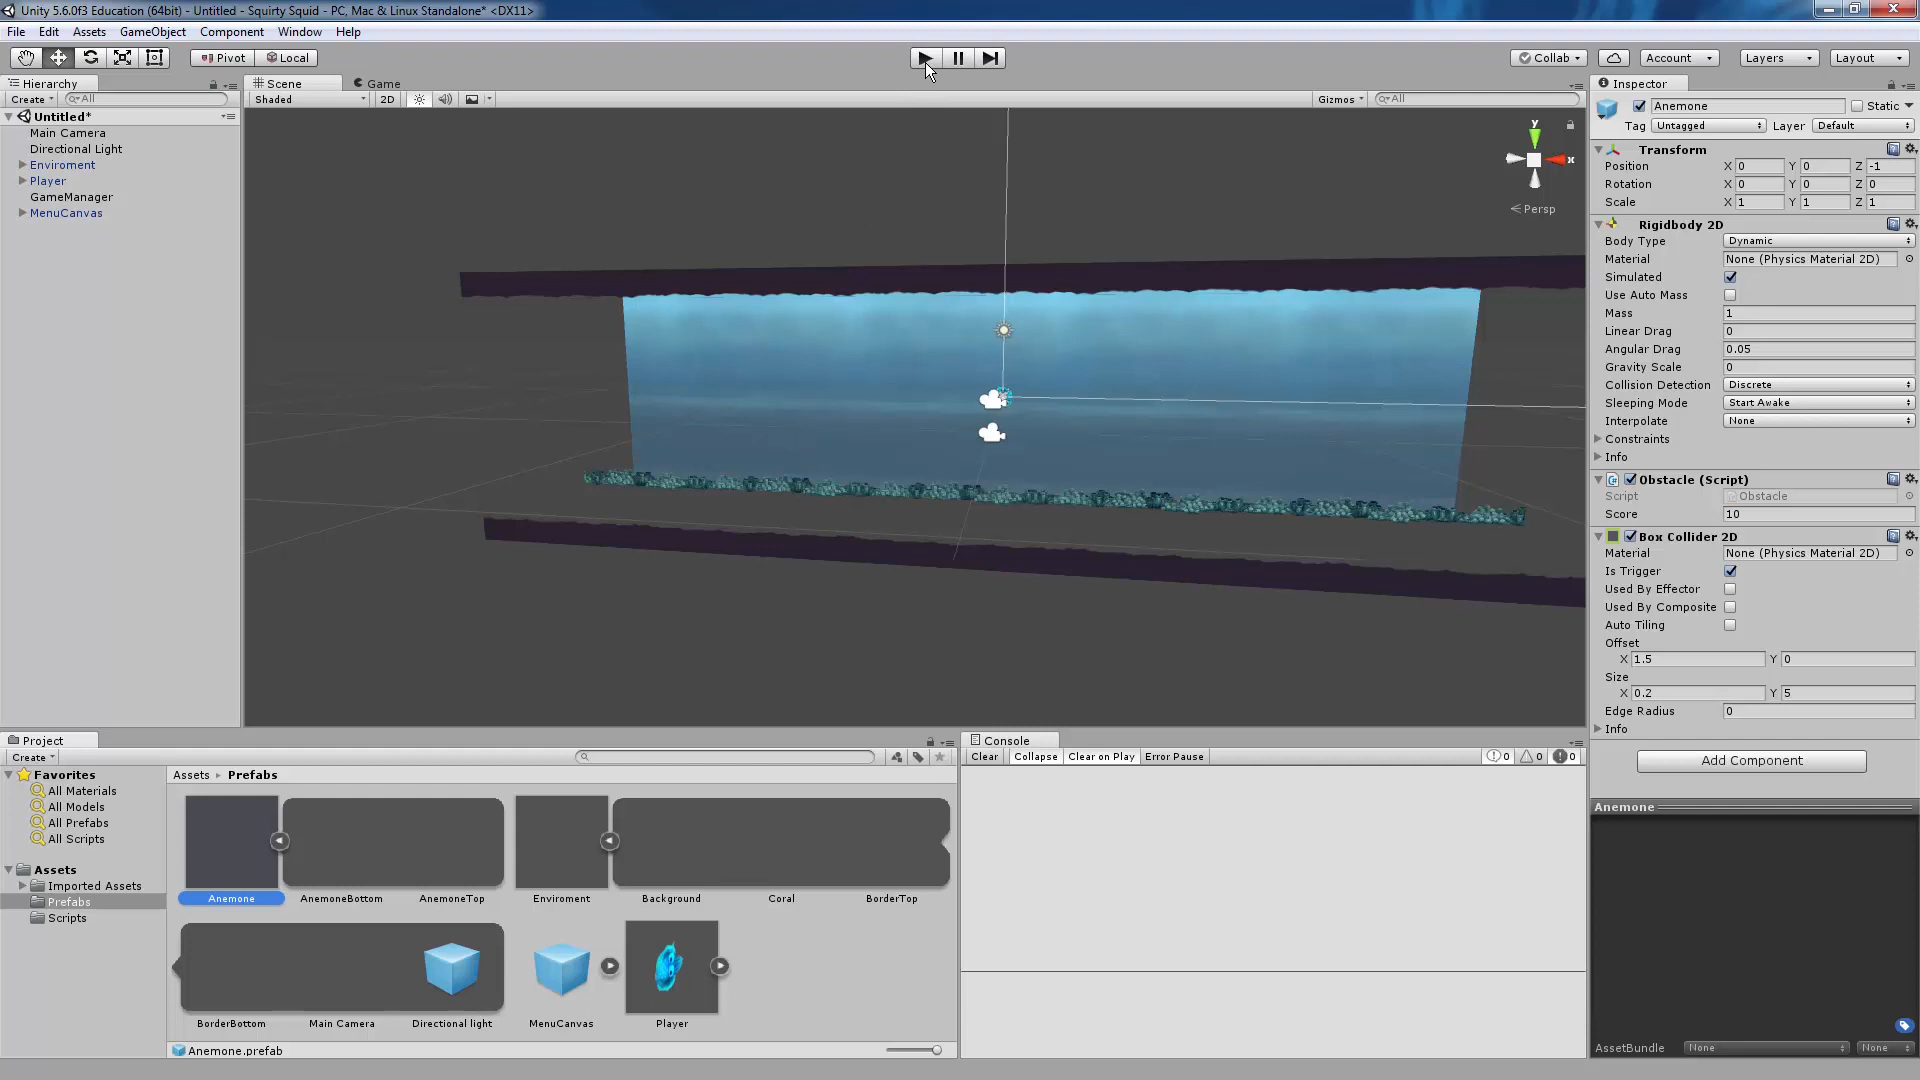 Unity 5.6.0f3 Education (64bit) - Untitled - Squirty Squid - PC, Mac & Linux Standalone* <DX11>
File Edit Assets GameObject Component Window Help
Pivot Local Collab Account Layers Layout
Hierarchy
Create All
Untitled*
Main Camera
Directional Light
Enviroment
Player
GameManager
MenuCanvas
Scene Game
Shaded 2D Gizmos All
y
x
Persp
Inspector
Anemone Static
Tag Untagged Layer Default
Transform
Position X 0 Y 0 Z -1
Rotation X 0 Y 0 Z 0
Scale X 1 Y 1 Z 1
Rigidbody 2D
Body Type Dynamic
Material None (Physics Material 2D)
Simulated
Use Auto Mass
Mass 1
Linear Drag 0
Angular Drag 0.05
Gravity Scale 0
Collision Detection Discrete
Sleeping Mode Start Awake
Interpolate None
Constraints
Info
Obstacle (Script)
Script Obstacle
Score 10
Box Collider 2D
Material None (Physics Material 2D)
Is Trigger
Used By Effector
Used By Composite
Auto Tiling
Offset
X 1.5 Y 0
Size
X 0.2 Y 5
Edge Radius 0
Info
Add Component
Anemone
AssetBundle None None
Project
Create
Favorites
All Materials
All Models
All Prefabs
All Scripts
Assets
Imported Assets
Prefabs
Scripts
Assets Prefabs
Anemone AnemoneBottom AnemoneTop Enviroment Background Coral BorderTop
BorderBottom Main Camera Directional light MenuCanvas Player
Anemone.prefab
Console
Clear Collapse Clear on Play Error Pause 0 0 0